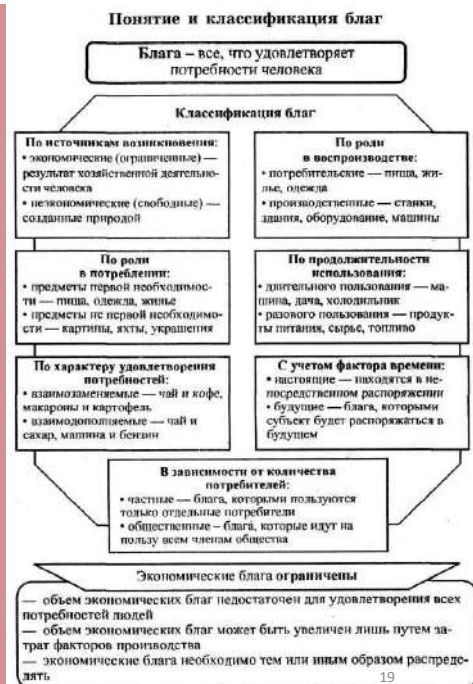 Понятие и классификация благ
Блага – все, что удовлетворяет
потребности человека
Классификация благ
По источникам возникновения:
• экономические (ограниченные) —
результат хозяйственной деятельно-
сти человека
• неэкономические (свободные) —
созданные природой
По роли
в воспроизводстве:
• потребительские — пища, жи-
лье, одежда
• производственные — станки,
здания, оборудование, машины
По роли
в потреблении:
• предметы первой необходимос-
ти — пища, одежда, жилье
• предметы не первой необходимо-
сти — картины, яхты, украшения
По продолжительности
использования:
• длительного пользования — ма-
шина, дача, холодильник
• разового пользования — продук-
ты питания, сырье, топливо
По характеру удовлетворения
потребностей:
• взаимозаменяемые — чай и кофе,
макароны и картофель
• взаимодополняемые — чай и
сахар, машина и бензин
С учетом фактора времени:
• настоящие — находятся в не-
посредственном распоряжении
• будущие — блага, которыми
субъект будет распоряжаться в
будущем
В зависимости от количества
потребителей:
• частные — блага, которыми пользуются
только отдельные потребители
• общественные – блага, которые идут на
пользу всем членам общества
Экономические блага ограничены
— объем экономических благ недостаточен для удовлетворения всех
потребностей людей
— объем экономических благ может быть увеличен лишь путем за-
трат факторов производства
— экономические блага необходимо тем или иным образом распреде-
лять
19